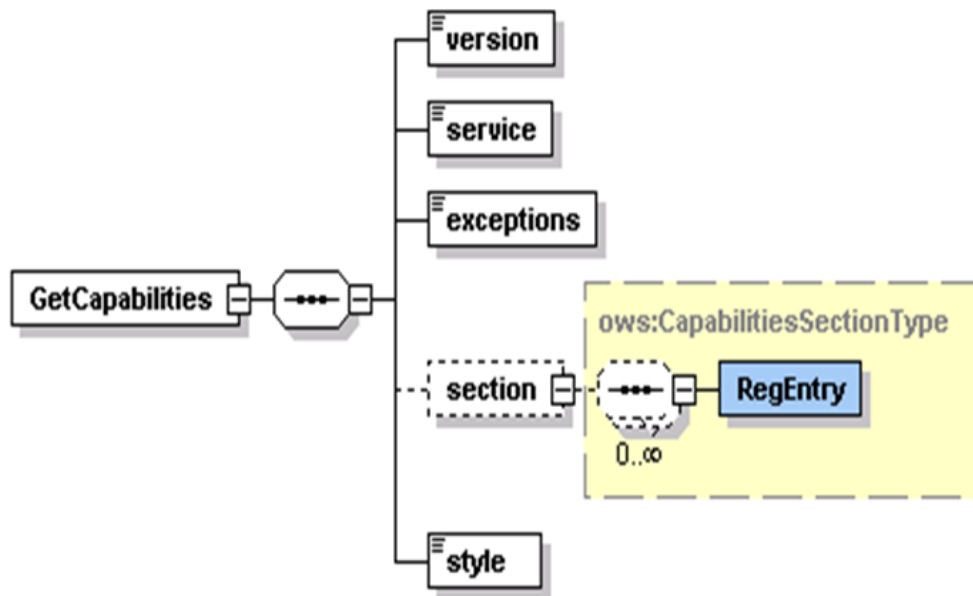 version
service
exceptions
GetCapabilities
ows:CapabilitiesSectionType
section
RegEntry
0..∞
style